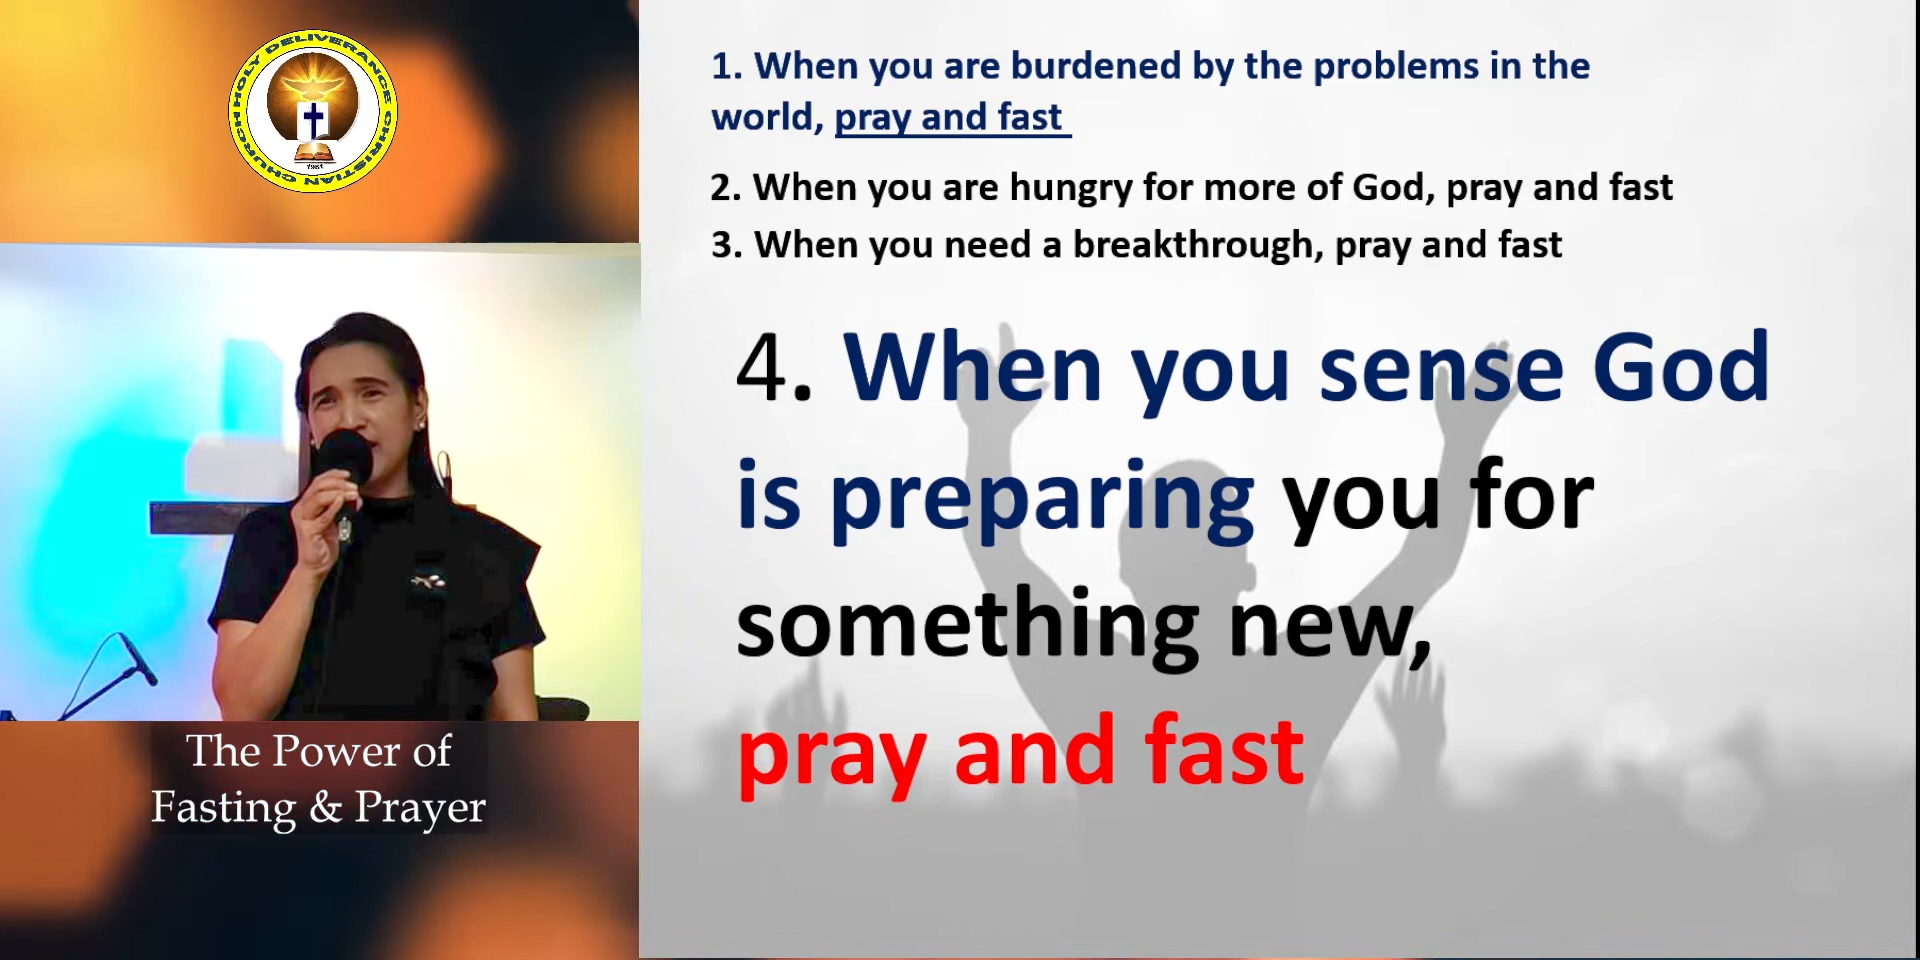 HOLY DELIVERANCE CHRISTIAN CHURCH
The Power of
Fasting & Prayer
1. When you are burdened by the problems in the
world, pray and fast
2. When you are hungry for more of God, pray and fast
3. When you need a breakthrough, pray and fast
4. When you sense God
is preparing you for
something new,
pray and fast